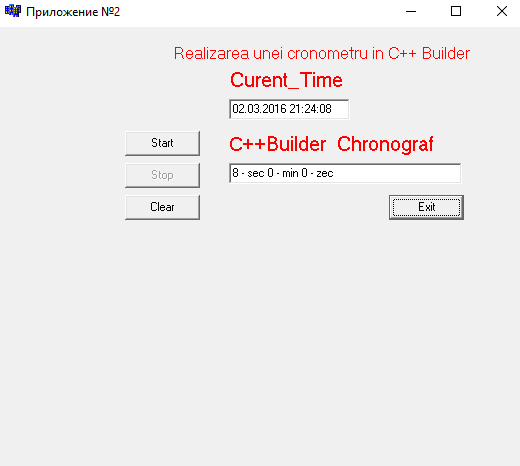 Приложение №2
Realizarea unei cronometru in C++ Builder
Curent_Time
02.03.2016 21:24:08
Start
C++Builder Chronograf
Stop
8 - sec 0 - min 0 - zec
Clear
Exit